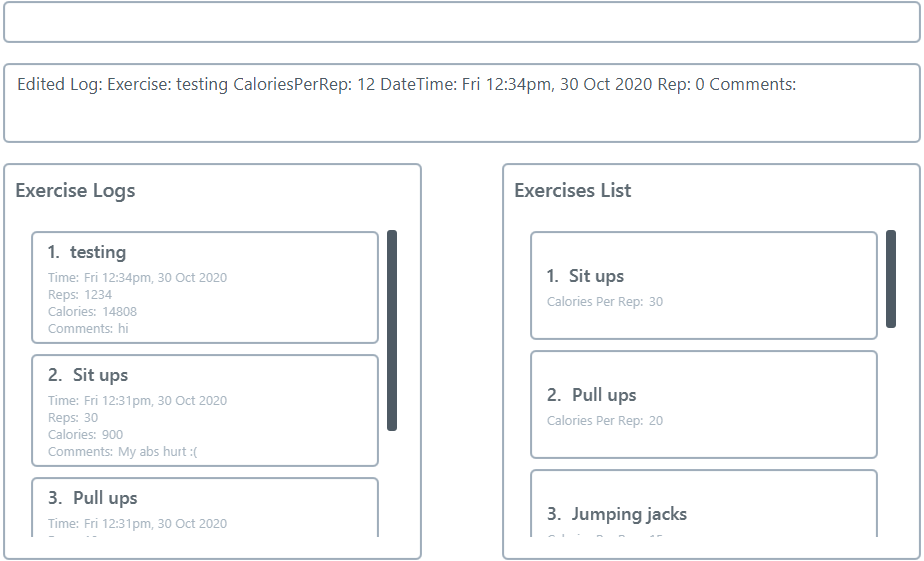 Edited Log: Exercise: testing CaloriesPerRep: 12 DateTime: Fri 12:34pm, 30 Oct 2020 Rep: 0 Comments:
Exercise Logs
1. testing
Time: Fri 12:34pm, 30 Oct 2020
Reps: 1234
Calories: 14808
Comments: hi
2. Sit ups
Time: Fri 12:31pm, 30 Oct 2020
Reps: 30
Calories: 900
Comments: My abs hurt :(
3. Pull ups
Time: Fri 12:31pm, 30 Oct 2020
Exercises List
1. Sit ups
Calories Per Rep: 30
2. Pull ups
Calories Per Rep: 20
3. Jumping jacks